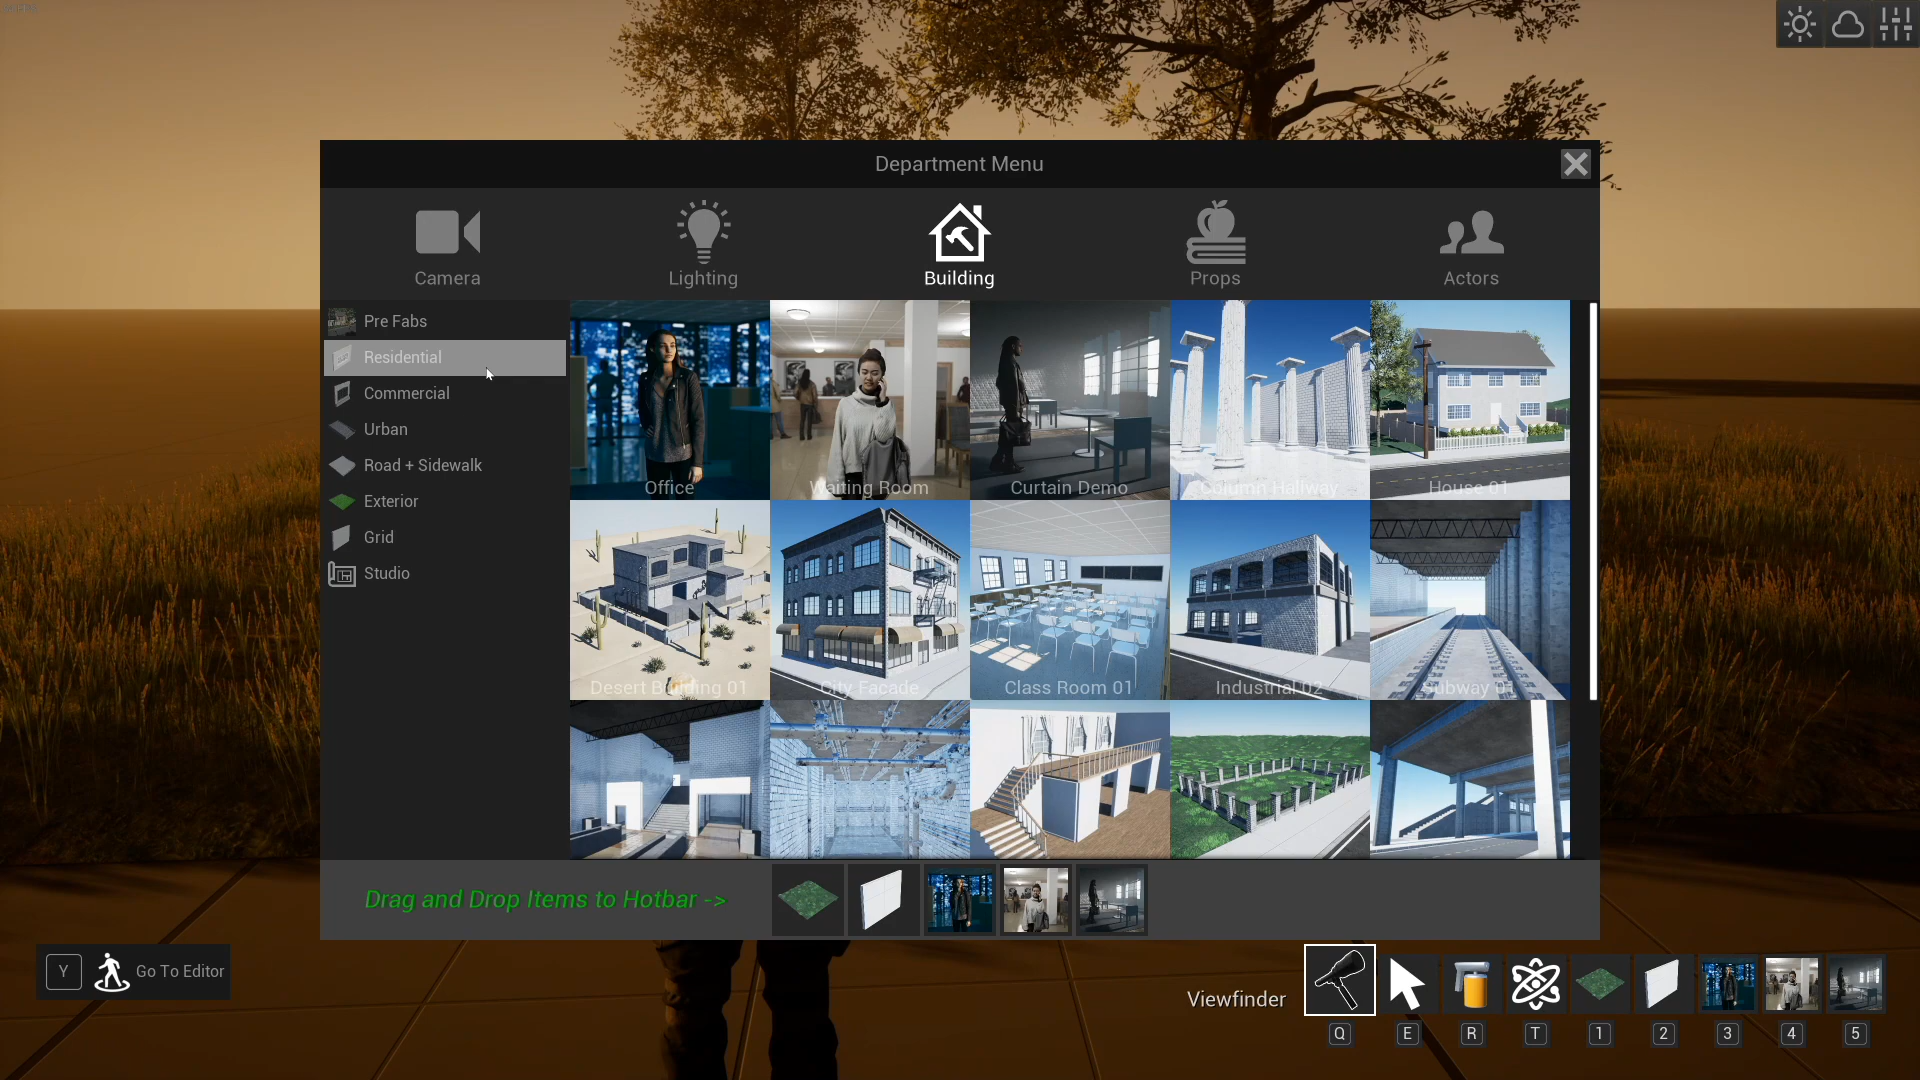 Department Menu
Camera
Lighting
Building
Props
Actors
Pre Fabs
Residential
Commercial
Urban
Road + Sidewalk
Exterior
Grid
Studio
Office
Waiting Room
Curtain Demo
Column Hallway
House 01
Desert Building 01
City Facade
Class Room 01
Industrial 02
Subway 01
Drag and Drop Items to Hotbar ->
Y
Go To Editor
Viewfinder
Q
E
R
T
1
2
3
4
5